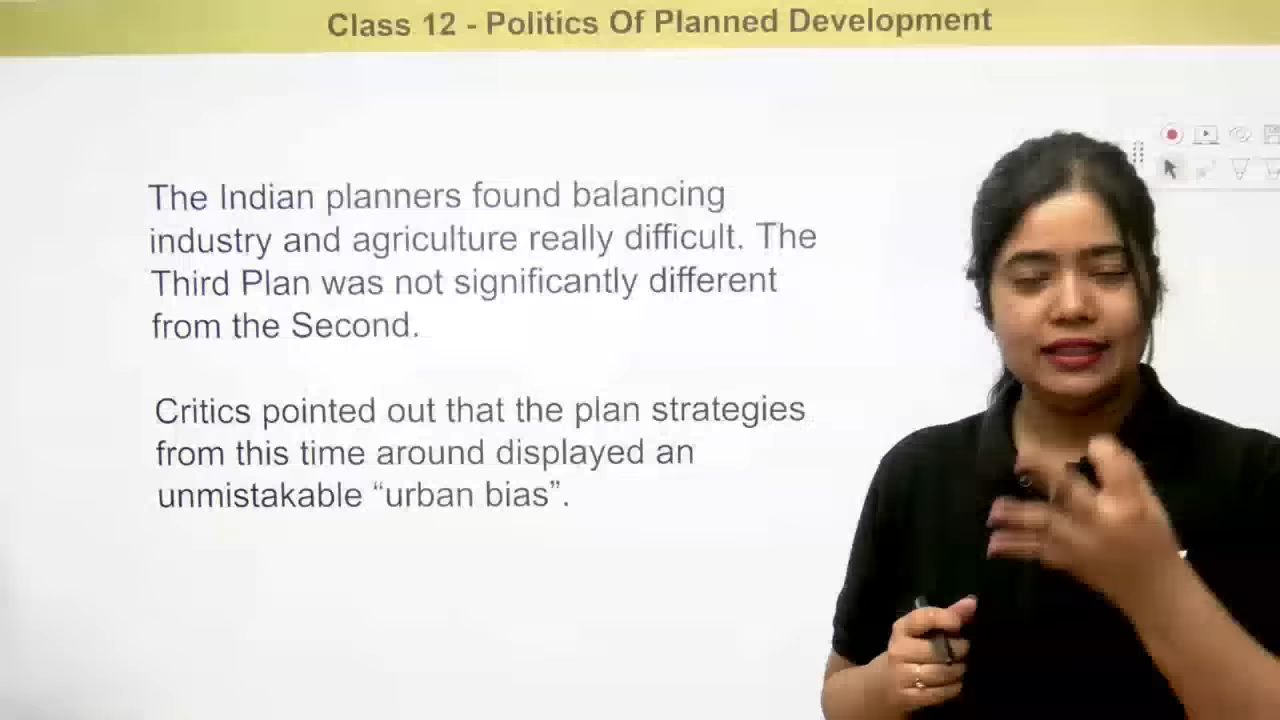 Class 12 - Politics Of Planned Development
The Indian planners found balancing
industry and agriculture really difficult. The
Third Plan was not significantly different
from the Second.
Critics pointed out that the plan strategies
from this time around displayed an
unmistakable “urban bias”.